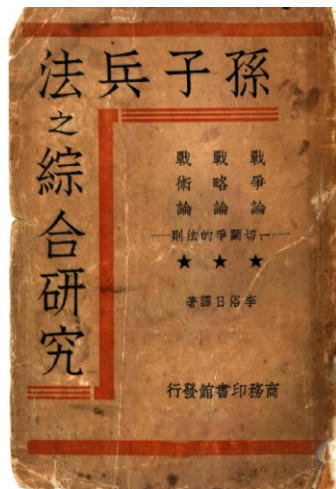 孫子兵法之綜合研究
戰爭論
戰略論
戰術論
一切鬪爭的法則
★★★
李浴日譯著
商務印書館發行